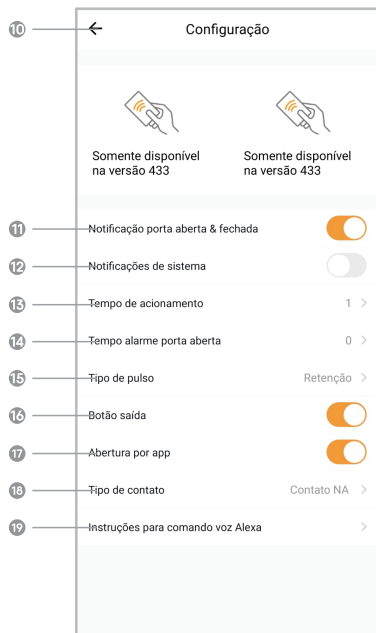 10 Configuração
Somente disponível Somente disponível
na versão 433 na versão 433
11 Notificação porta aberta & fechada
12 Notificações de sistema
13 Tempo de acionamento 1
14 Tempo alarme porta aberta 0
15 Tipo de pulso Retenção
16 Botão saída
17 Abertura por app
18 Tipo de contato Contato NA
19 Instruções para comando voz Alexa